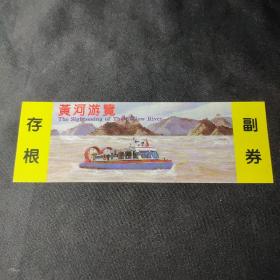 黃河游覽
The Sightseeing of The Yellow River
存根
副券